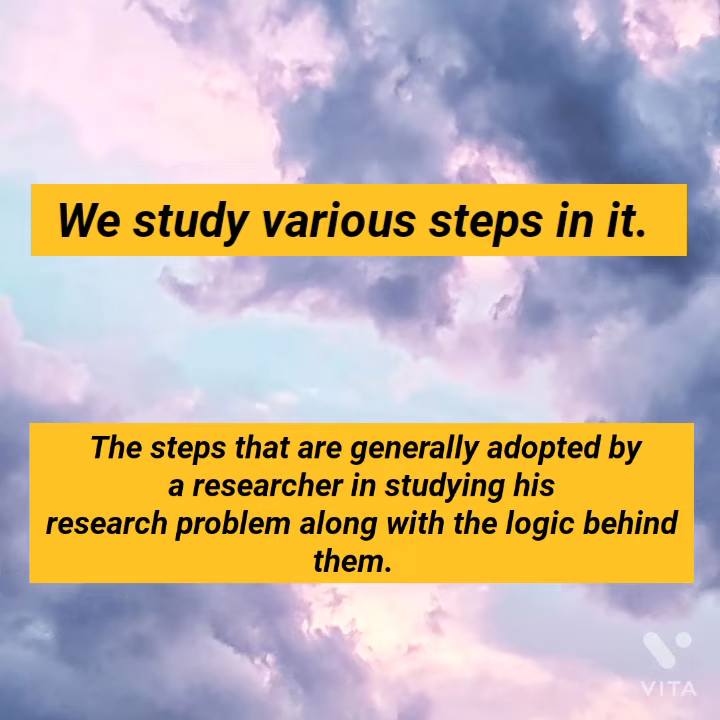 We study various steps in it.
The steps that are generally adopted by
a researcher in studying his
research problem along with the logic behind
them.
VITA